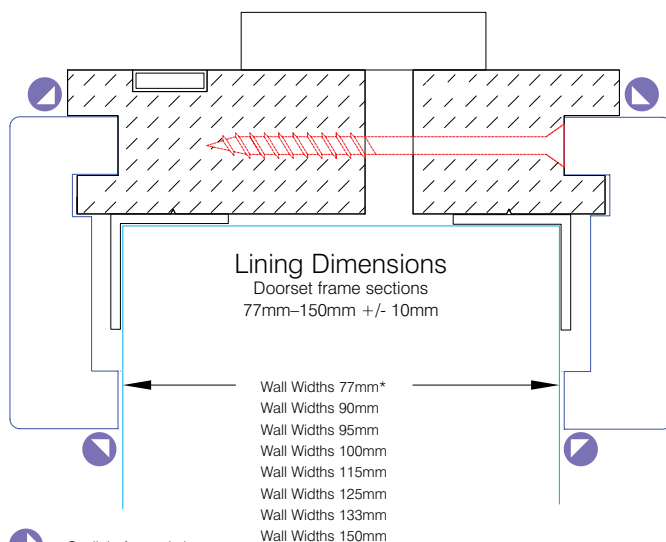 Lining Dimensions
Doorset frame sections
77mm–150mm +/- 10mm
Wall Widths 77mm*
Wall Widths 90mm
Wall Widths 95mm
Wall Widths 100mm
Wall Widths 115mm
Wall Widths 125mm
Wall Widths 133mm
Wall Widths 150mm